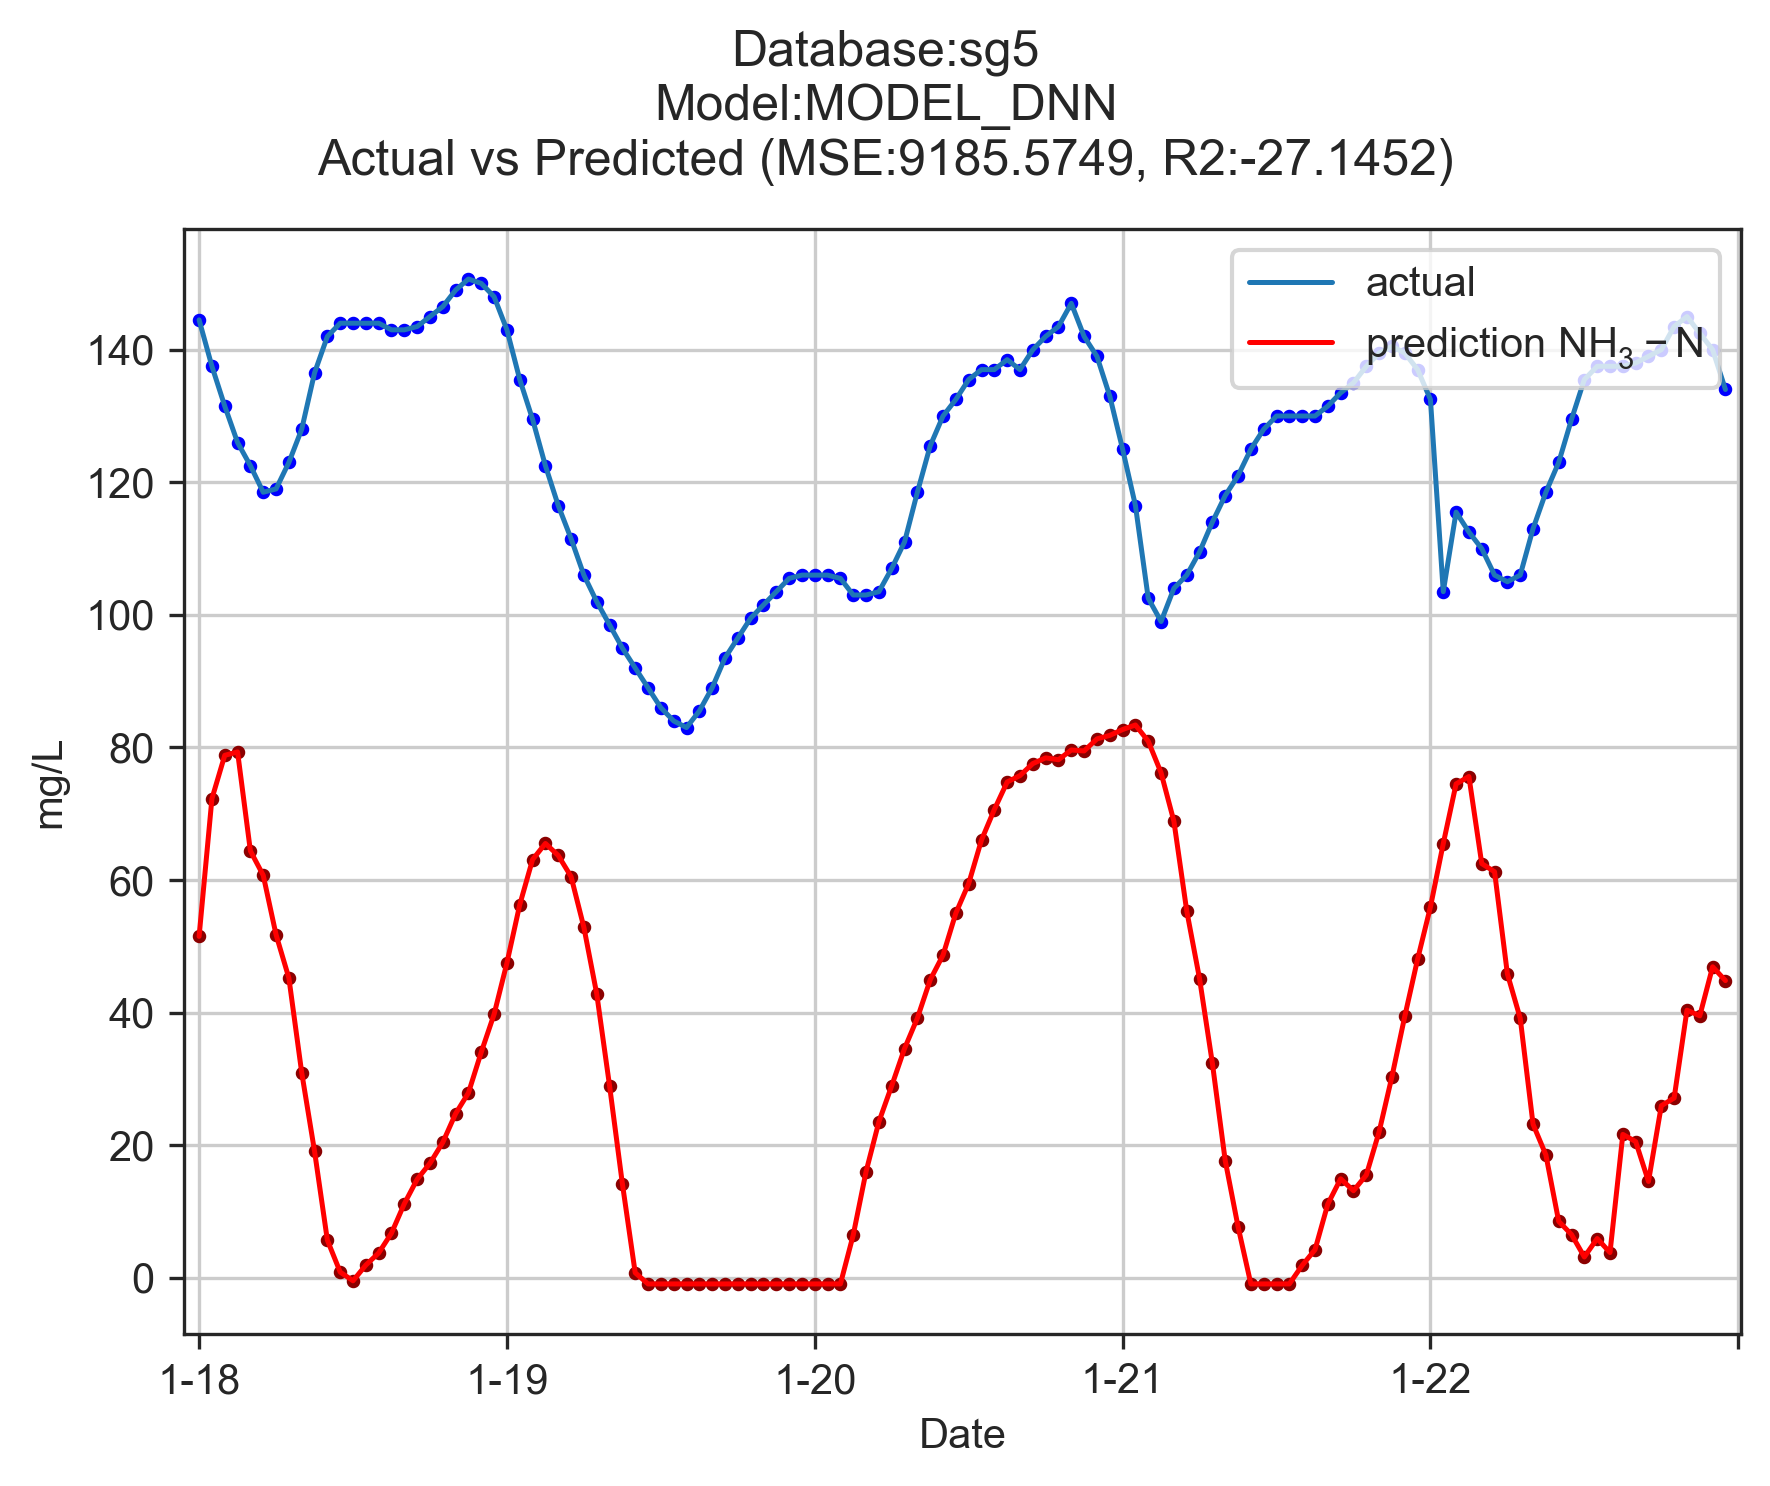 Database:sg5
Model:MODEL_DNN
Actual vs Predicted (MSE:9185.5749, R2:-27.1452)
actual
prediction NH₃ − N
140
120
100
80
60
40
20
0
mg/L
1-18 1-19 1-20 1-21 1-22
Date